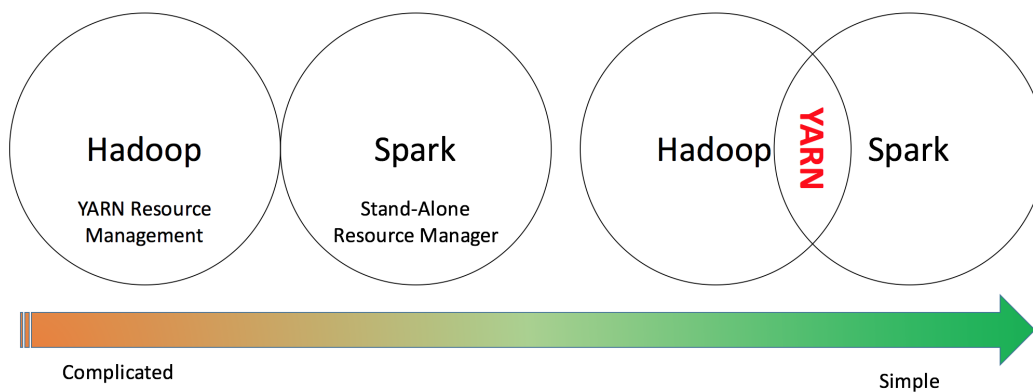 Hadoop
YARN Resource
Management
Spark
Stand-Alone
Resource Manager
Hadoop
YARN
Spark
Complicated
Simple